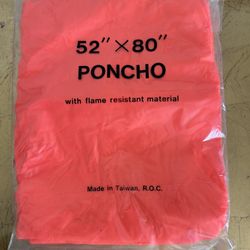 52" × 80"
PONCHO
with flame resistant material
Made in Taiwan, R.O.C.